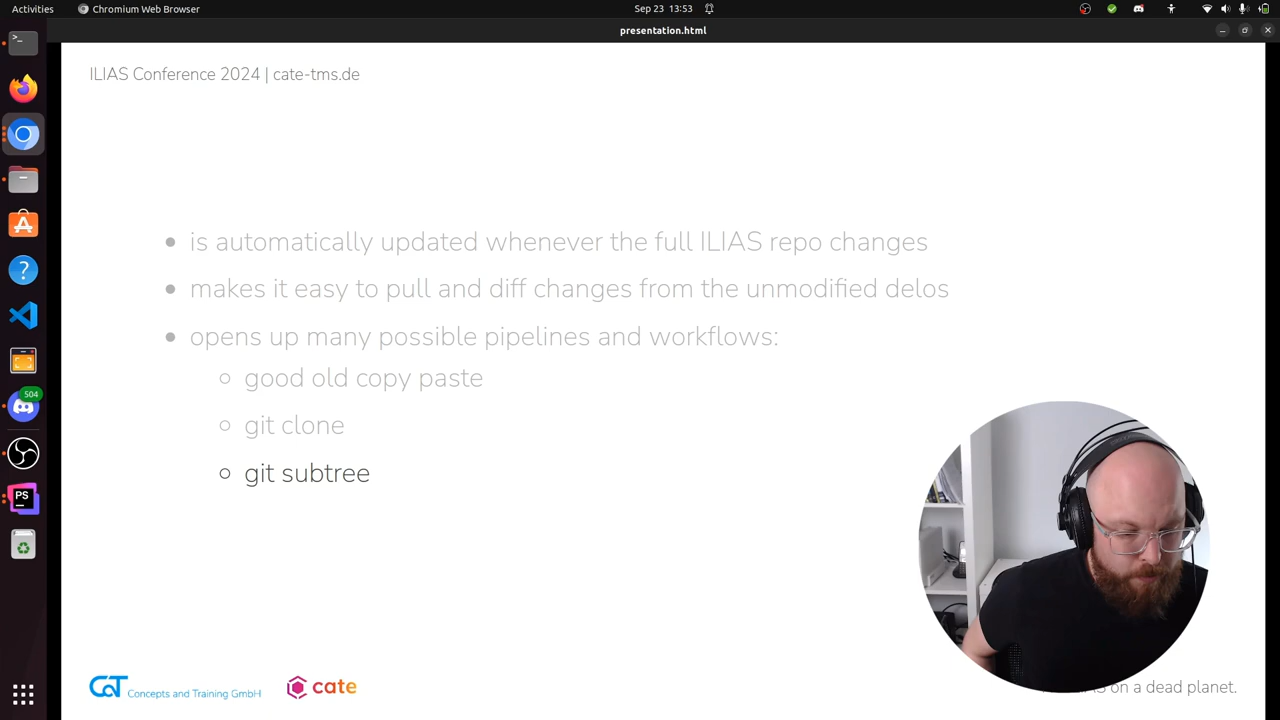 Activities
Chromium Web Browser
Sep 23 13:53
presentation.html
ILIAS Conference 2024 | cate-tms.de
is automatically updated whenever the full ILIAS repo changes
makes it easy to pull and diff changes from the unmodified delos
opens up many possible pipelines and workflows:
good old copy paste
git clone
git subtree
504
PS
CaT Concepts and Training GmbH
cate
on a dead planet.